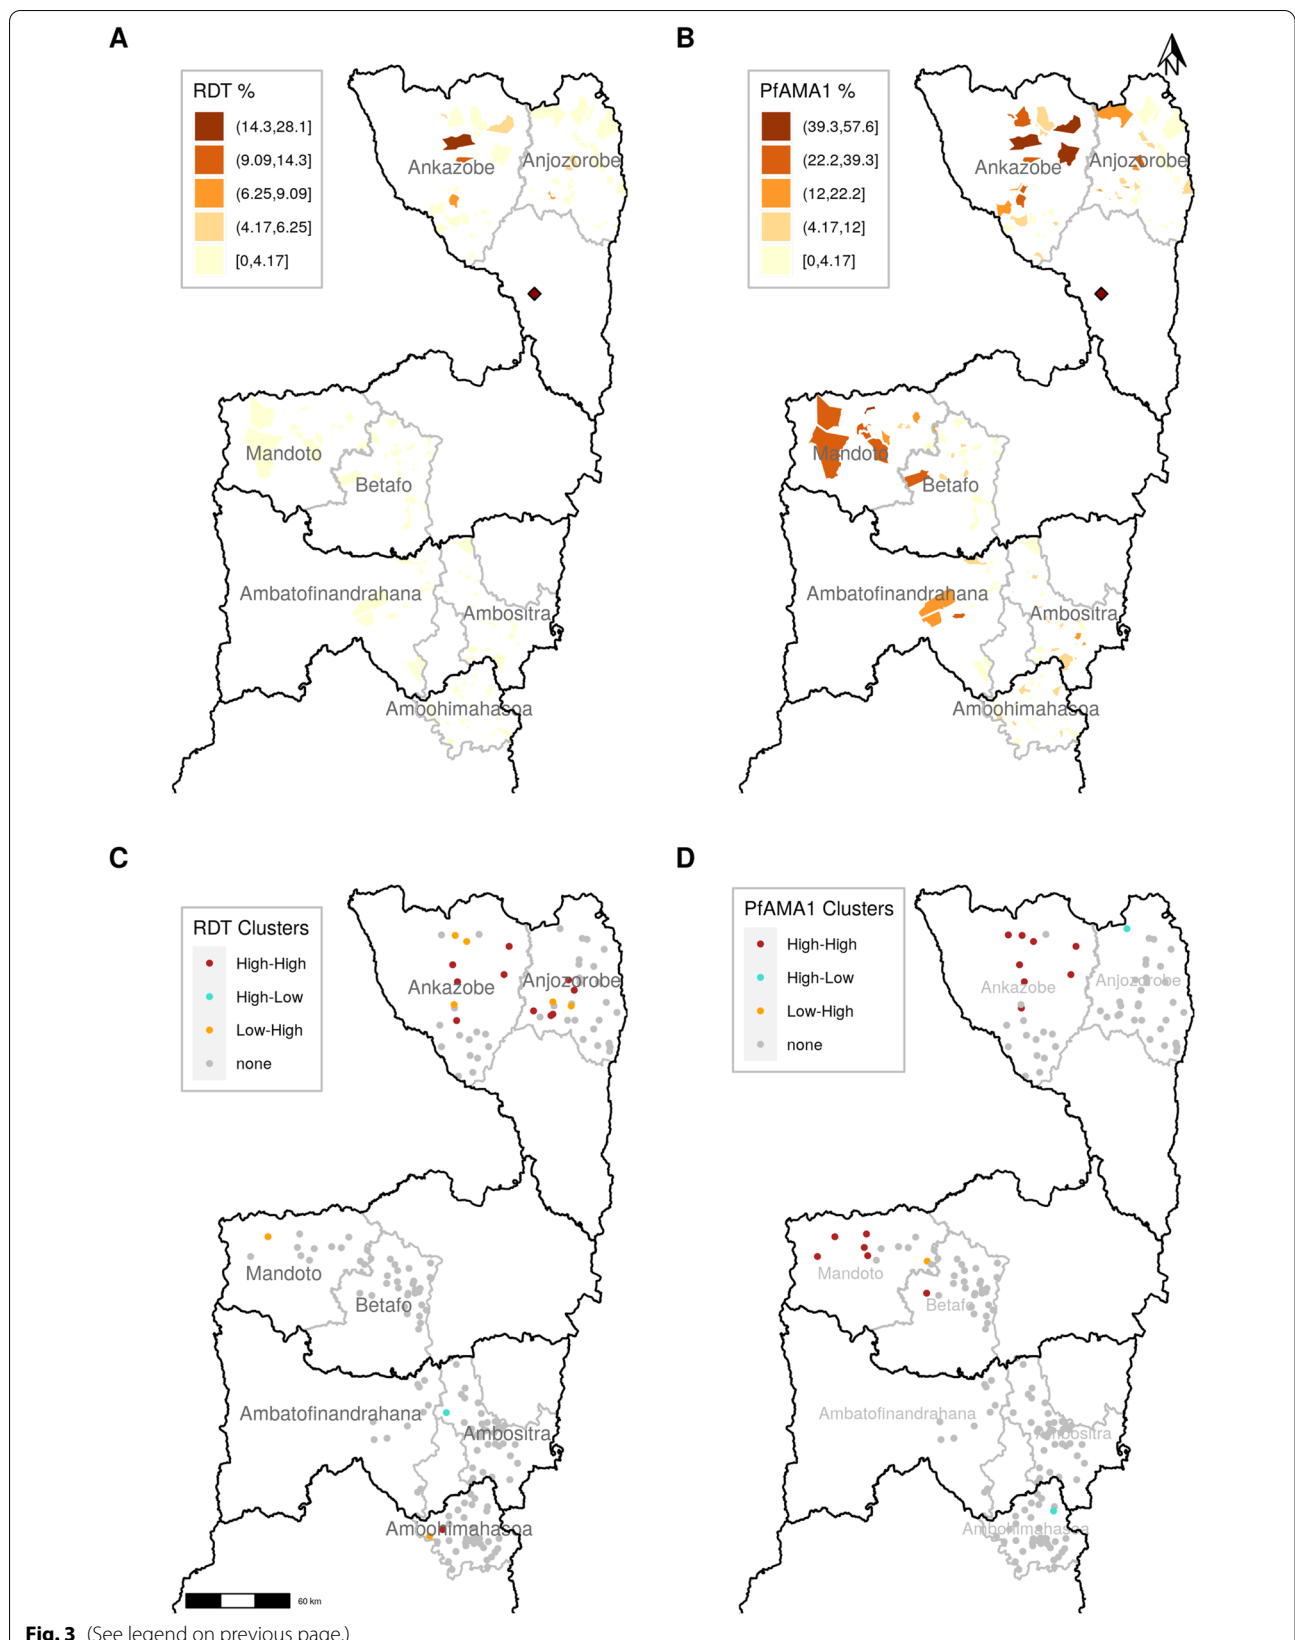 A
RDT %
(14.3,28.1]
(9.09,14.3]
(6.25,9.09]
(4.17,6.25]
[0,4.17]
Ankazobe
Anjozorobe
Mandoto
Betafo
Ambatofinandrahana
Ambositra
Ambohimahasoa
B
PfAMA1 %
(39.3,57.6]
(22.2,39.3]
(12,22.2]
(4.17,12]
[0,4.17]
Ankazobe
Anjozorobe
Mandoto
Betafo
Ambatofinandrahana
Ambositra
Ambohimahasoa
C
RDT Clusters
High-High
High-Low
Low-High
none
Ankazobe
Anjozorobe
Mandoto
Betafo
Ambatofinandrahana
Ambositra
Ambohimahasoa
60 km
D
PfAMA1 Clusters
High-High
High-Low
Low-High
none
Ankazobe
Anjozorobe
Mandoto
Betafo
Ambatofinandrahana
Ambositra
Ambohimahasoa
Fig. 3 (See legend on previous page.)